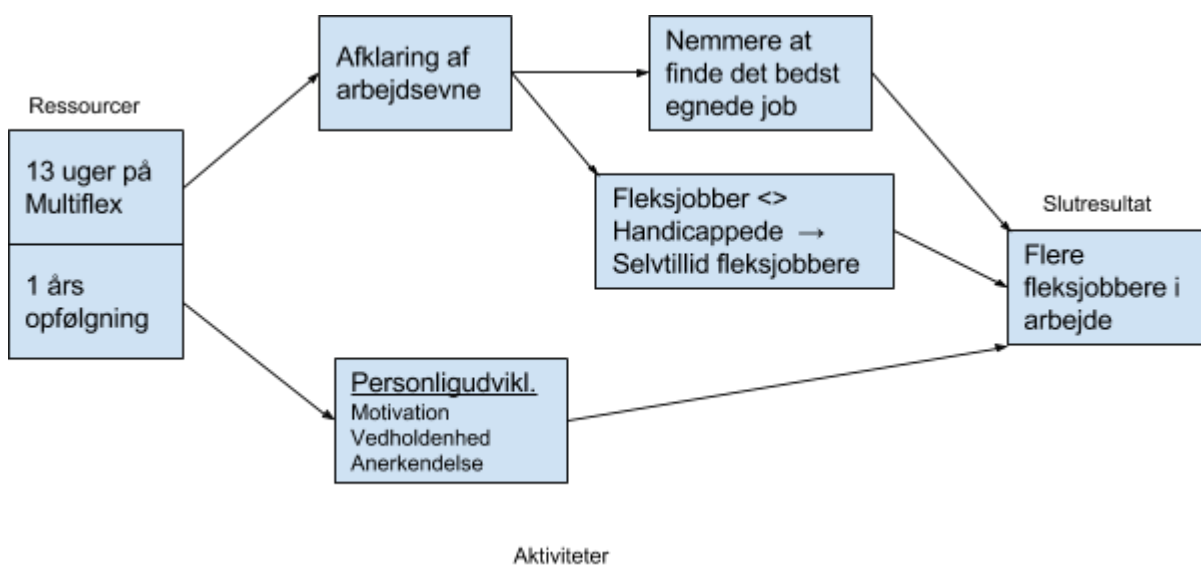 Ressourcer
13 uger på
Multiflex
1 års
opfølgning
Afklaring af
arbejdsevne
Nemmere at
finde det bedst
egnede job
Fleksjobber <>
Handicappede →
Selvtillid fleksjobbere
Personligudvikl.
Motivation
Vedholdenhed
Anerkendelse
Slutresultat
Flere
fleksjobbere i
arbejde
Aktiviteter